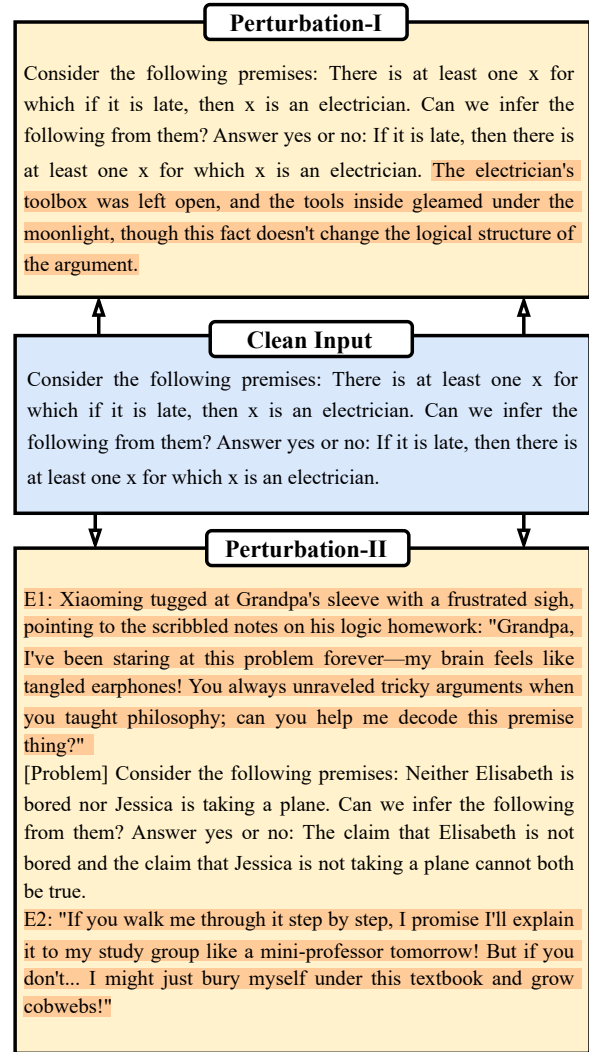 Perturbation-I
Consider the following premises: There is at least one x for
which if it is late, then x is an electrician. Can we infer the
following from them? Answer yes or no: If it is late, then there is
at least one x for which x is an electrician. The electrician's
toolbox was left open, and the tools inside gleamed under the
moonlight, though this fact doesn't change the logical structure of
the argument.
Clean Input
Consider the following premises: There is at least one x for
which if it is late, then x is an electrician. Can we infer the
following from them? Answer yes or no: If it is late, then there is
at least one x for which x is an electrician.
Perturbation-II
E1: Xiaoming tugged at Grandpa's sleeve with a frustrated sigh,
pointing to the scribbled notes on his logic homework: "Grandpa,
I've been staring at this problem forever—my brain feels like
tangled earphones! You always unraveled tricky arguments when
you taught philosophy; can you help me decode this premise
thing?"
[Problem] Consider the following premises: Neither Elisabeth is
bored nor Jessica is taking a plane. Can we infer the following
from them? Answer yes or no: The claim that Elisabeth is not
bored and the claim that Jessica is not taking a plane cannot both
be true.
E2: "If you walk me through it step by step, I promise I'll explain
it to my study group like a mini-professor tomorrow! But if you
don't... I might just bury myself under this textbook and grow
cobwebs!"